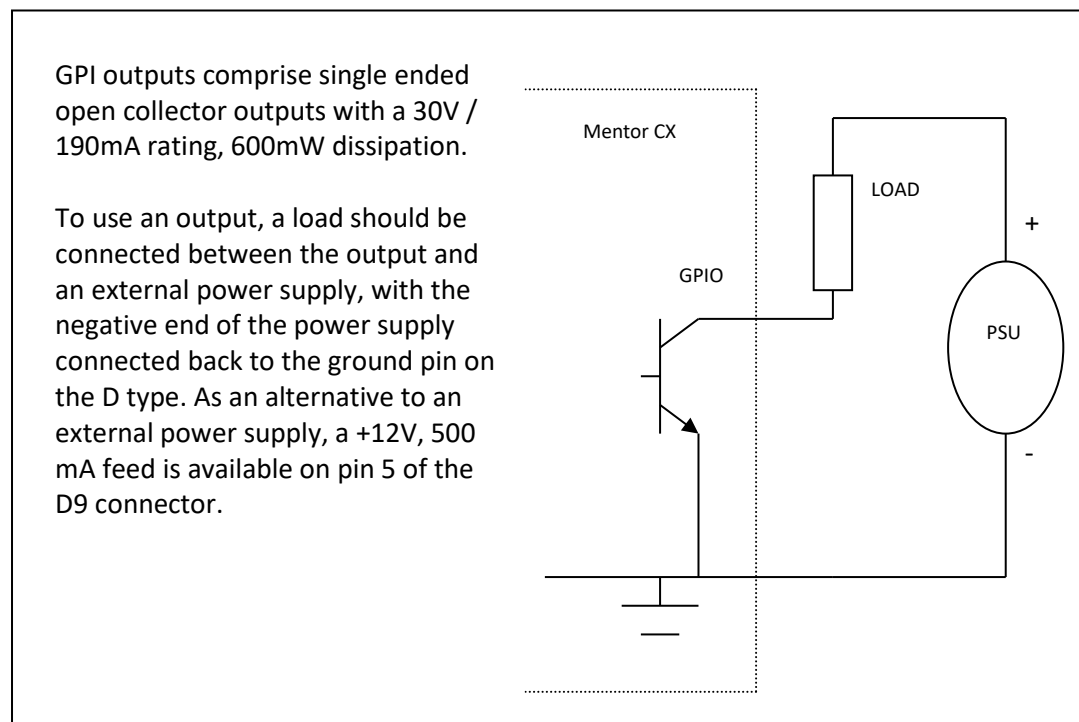 GPI outputs comprise single ended
open collector outputs with a 30V /
190mA rating, 600mW dissipation.
To use an output, a load should be
connected between the output and
an external power supply, with the
negative end of the power supply
connected back to the ground pin on
the D type. As an alternative to an
external power supply, a +12V, 500
mA feed is available on pin 5 of the
D9 connector.
Mentor CX
LOAD
+
GPIO
PSU
-